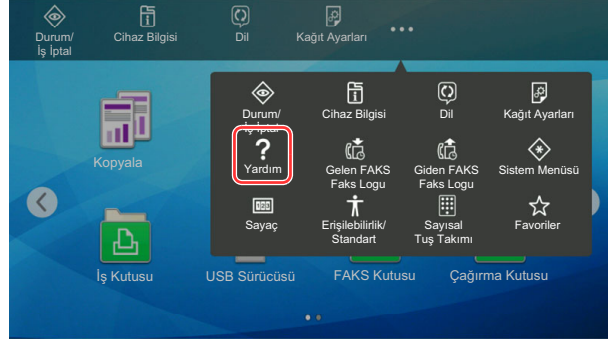 Durum/
İş İptal
Cihaz Bilgisi
Dil
Kağıt Ayarları
Durum/
İş İptal
Cihaz Bilgisi
Dil
Kağıt Ayarları
Kopyala
Yardım
Gelen FAKS
Faks Logu
Giden FAKS
Faks Logu
Sistem Menüsü
Sayaç
Erişilebilirlik/
Standart
Sayısal
Tuş Takımı
Favoriler
İş Kutusu
USB Sürücüsü
FAKS Kutusu
Çağırma Kutusu